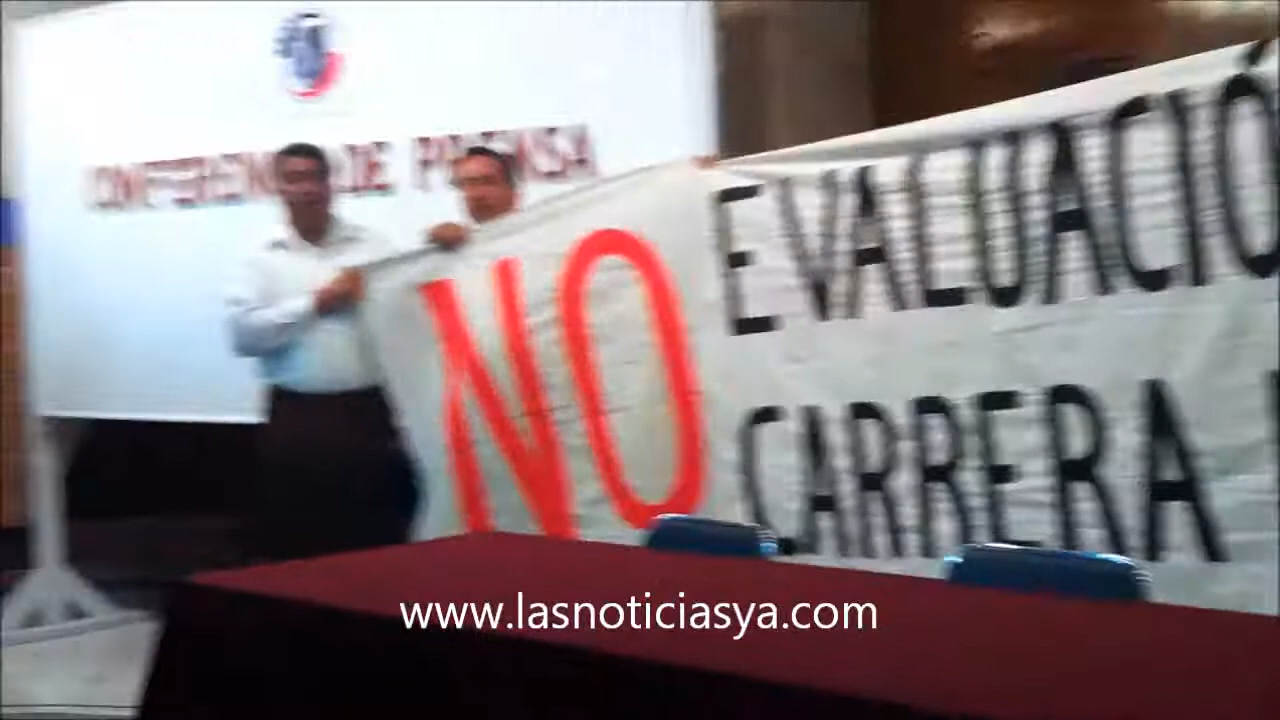 CONFERENCIA DE PRENSA
NO
EVALUACIÓ
CARRERA
www.lasnoticiasya.com